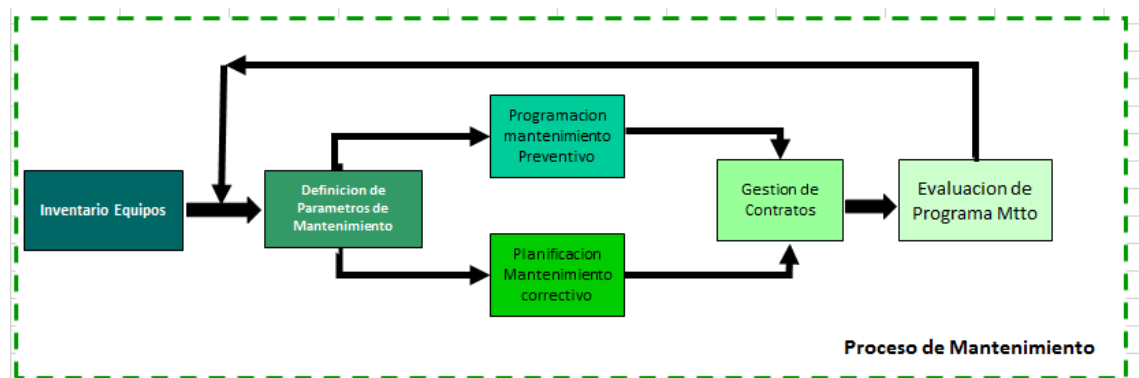 Inventario Equipos
Definicion de
Parametros de
Mantenimiento
Programacion
mantenimiento
Preventivo
Planificacion
Mantenimiento
correctivo
Gestion de
Contratos
Evaluacion de
Programa Mtto
Proceso de Mantenimiento